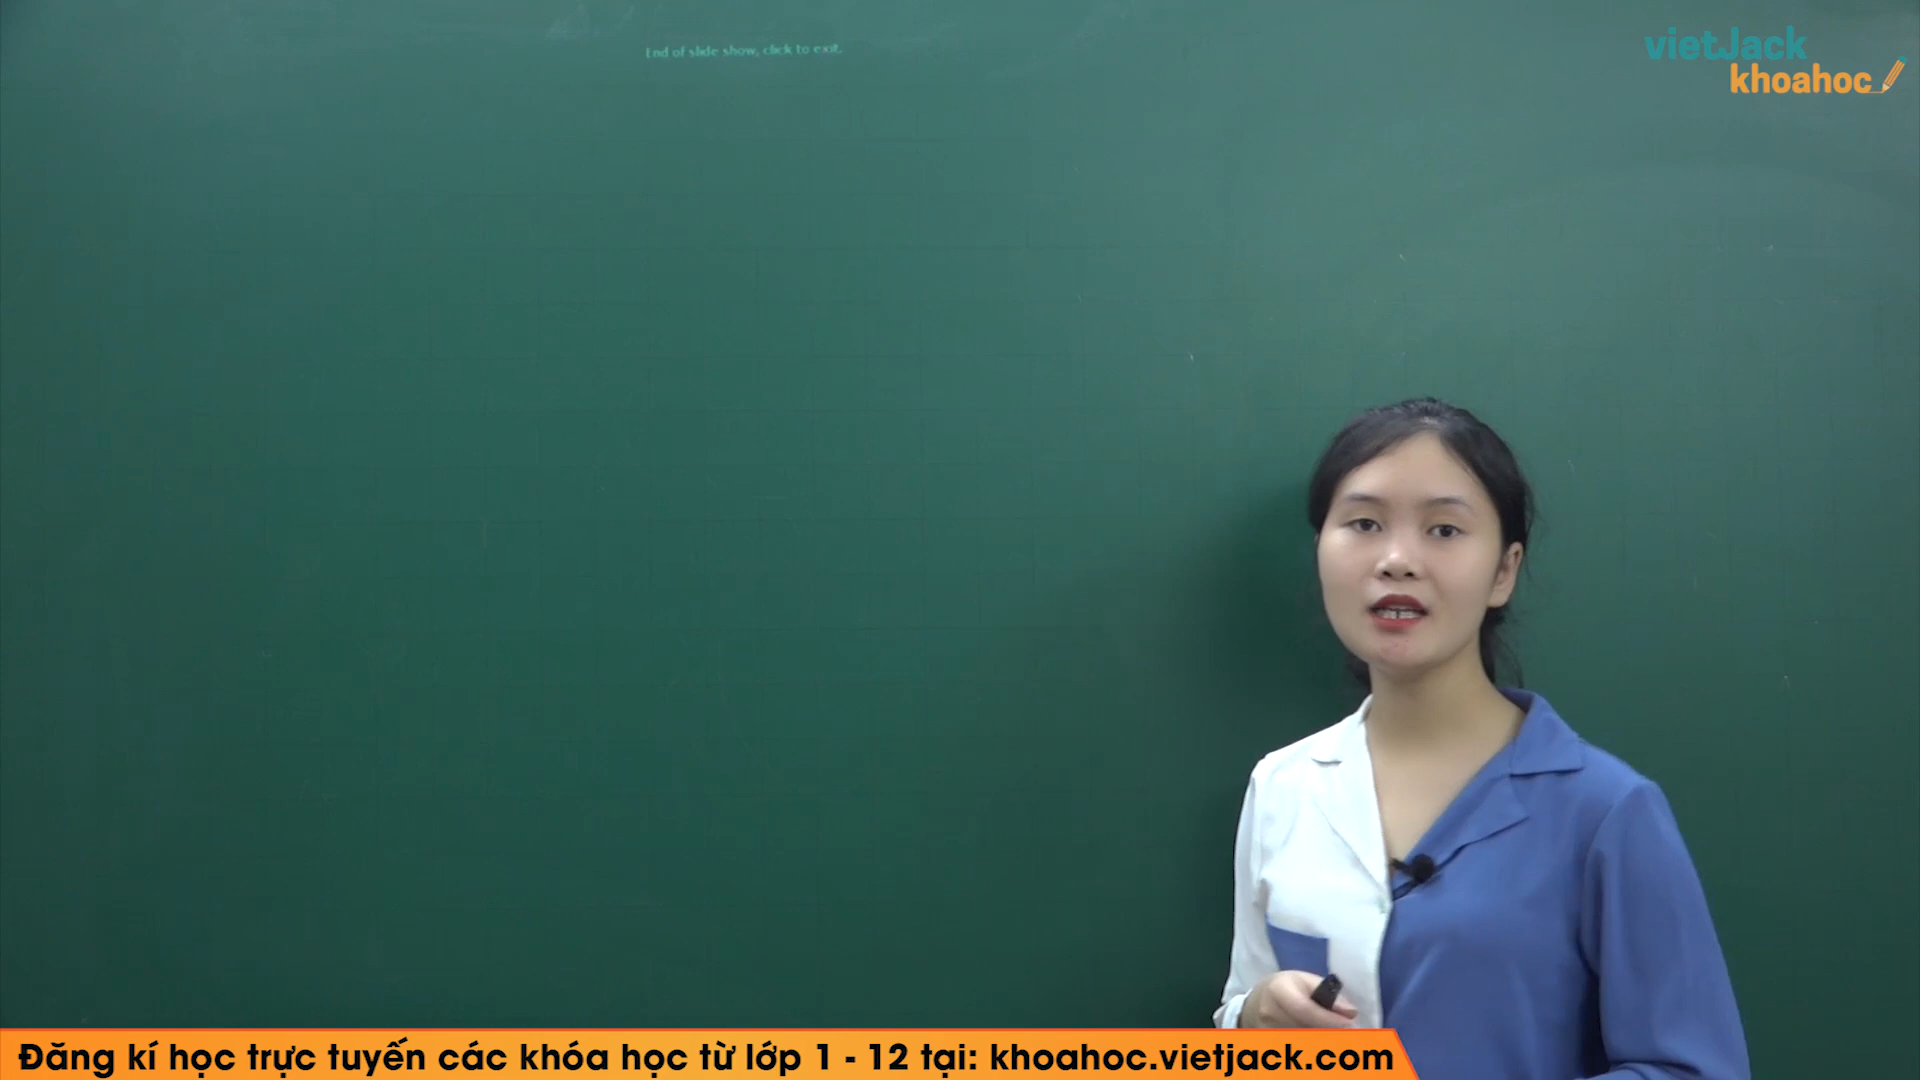 End of slide show, click to exit.
vietJack
khoahoc
Đăng kí học trực tuyến các khóa học từ lớp 1 - 12 tại: khoahoc.vietjack.com